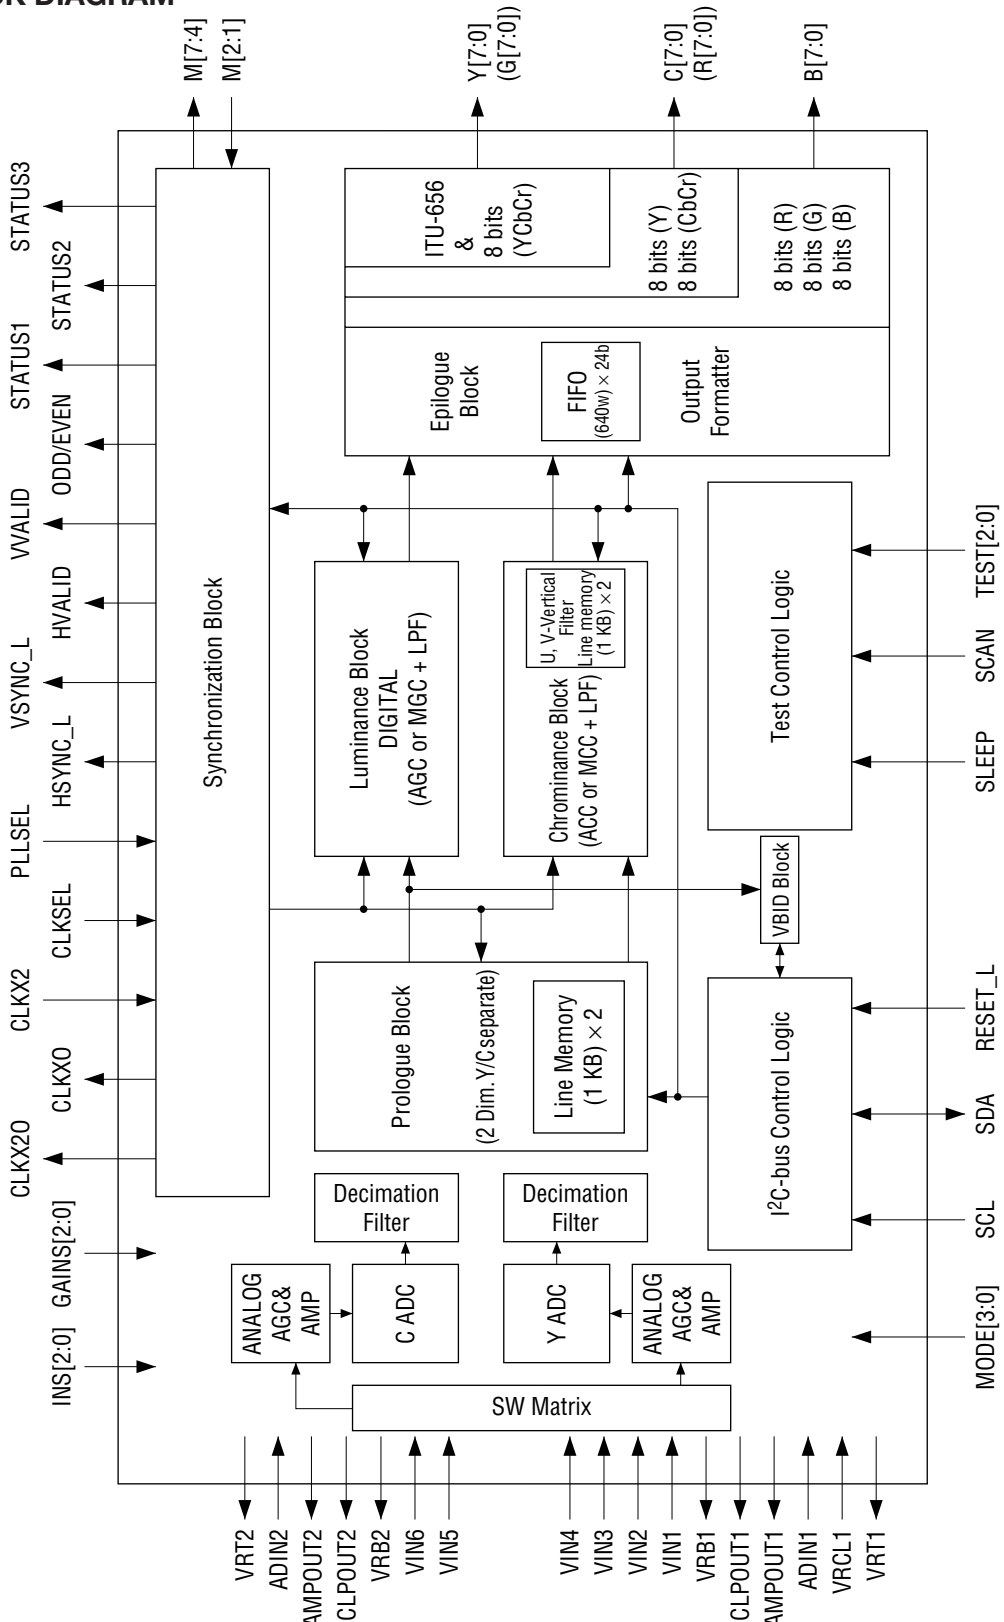 CK DIAGRAM
M[7:4]
M[2:1]
Y[7:0]
(G[7:0])
C[7:0]
(R[7:0])
B[7:0]
STATUS3
STATUS2
STATUS1
ODD/EVEN
VVALID
HVALID
VSYNC_L
HSYNC_L
PLLSEL
CLKSEL
CLKX2
CLKXO
CLKX2O
GAINS[2:0]
INS[2:0]
Synchronization Block
ITU-656
&
8 bits
(YCbCr)
8 bits (Y)
8 bits (CbCr)
8 bits (R)
8 bits (G)
8 bits (B)
Epilogue
Block
FIFO
(640w) × 24b
Output
Formatter
Luminance Block
DIGITAL
(AGC or MGC + LPF)
Chrominance Block
(ACC or MCC + LPF)
U, V-Vertical
Filter
Line memory
(1 KB) × 2
Test Control Logic
TEST[2:0]
SCAN
SLEEP
VBID Block
Prologue Block
(2 Dim. Y/C separate)
Line Memory
(1 KB) × 2
I²C-bus Control Logic
RESET_L
SDA
SCL
MODE[3:0]
Decimation
Filter
Decimation
Filter
ANALOG
AGC&
AMP
C ADC
Y ADC
ANALOG
AGC&
AMP
SW Matrix
VRT2
ADIN2
AMPOUT2
CLPOUT2
VRB2
VIN6
VIN5
VIN4
VIN3
VIN2
VIN1
VRB1
CLPOUT1
AMPOUT1
ADIN1
VRCL1
VRT1